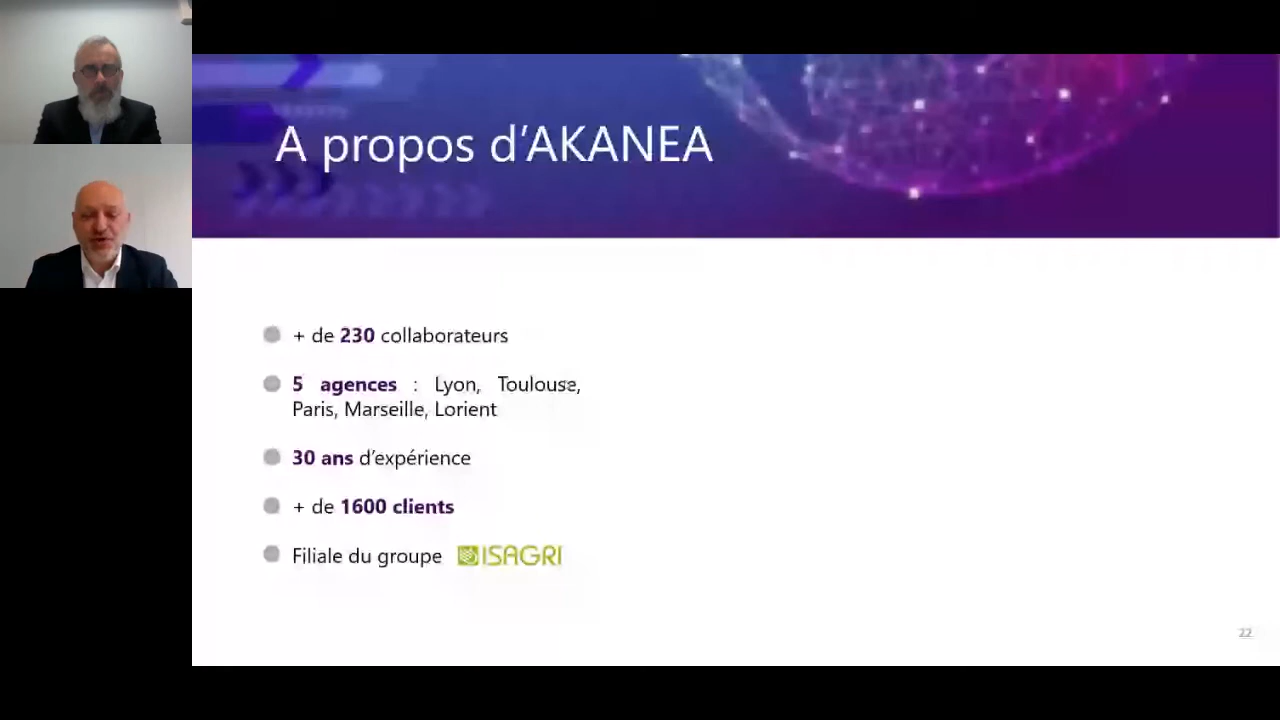 A propos d'AKANEA
+ de 230 collaborateurs
5 agences : Lyon, Toulouse,
Paris, Marseille, Lorient
30 ans d'expérience
+ de 1600 clients
Filiale du groupe ISAGRI
22